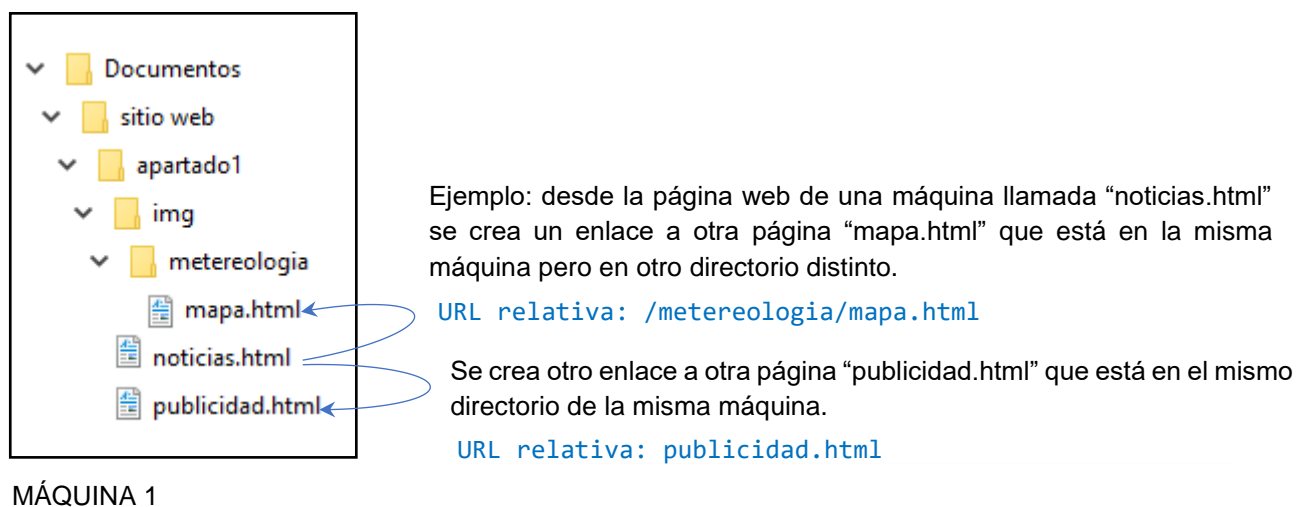 Documentos
sitio web
apartado1
img
metereologia
mapa.html
noticias.html
publicidad.html
Ejemplo: desde la página web de una máquina llamada “noticias.html”
se crea un enlace a otra página “mapa.html” que está en la misma
máquina pero en otro directorio distinto.
URL relativa: /metereologia/mapa.html
Se crea otro enlace a otra página “publicidad.html” que está en el mismo
directorio de la misma máquina.
URL relativa: publicidad.html
MÁQUINA 1